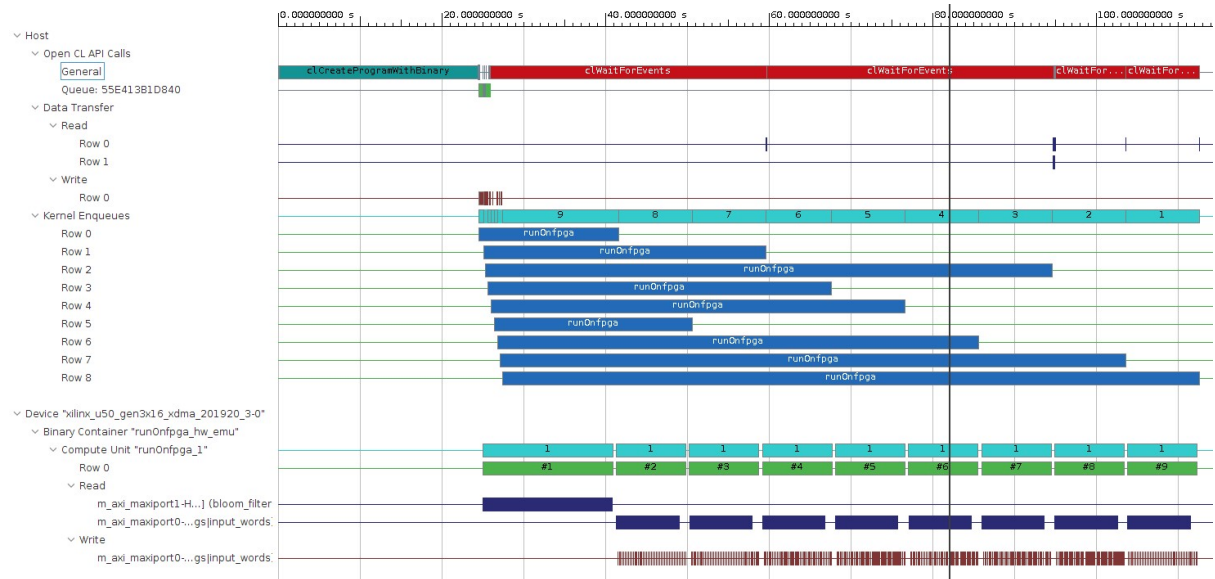 0.000000000 s 20.000000000 s 40.000000000 s 60.000000000 s 80.000000000 s 100.000000000 s
Host
Open CL API Calls
General clCreateProgramWithBinary clWaitForEvents clWaitForEvents clWaitFor... clWaitFor...
Queue: 55E413B1D840
Data Transfer
Read
Row 0
Row 1
Write
Row 0
Kernel Enqueues 9 8 7 6 5 4 3 2 1
Row 0 runOnfpga
Row 1 runOnfpga
Row 2 runOnfpga
Row 3 runOnfpga
Row 4 runOnfpga
Row 5 runOnfpga
Row 6 runOnfpga
Row 7 runOnfpga
Row 8 runOnfpga
Device "xilinx_u50_gen3x16_xdma_201920_3-0"
Binary Container "runOnfpga_hw_emu"
Compute Unit "runOnfpga_1" 1 1 1 1 1 1 1 1 1
Row 0 #1 #2 #3 #4 #5 #6 #7 #8 #9
Read
m_axi_maxiport1-H...] (bloom_filter
m_axi_maxiport0-...gs|input_words
Write
m_axi_maxiport0-...gs|input_words